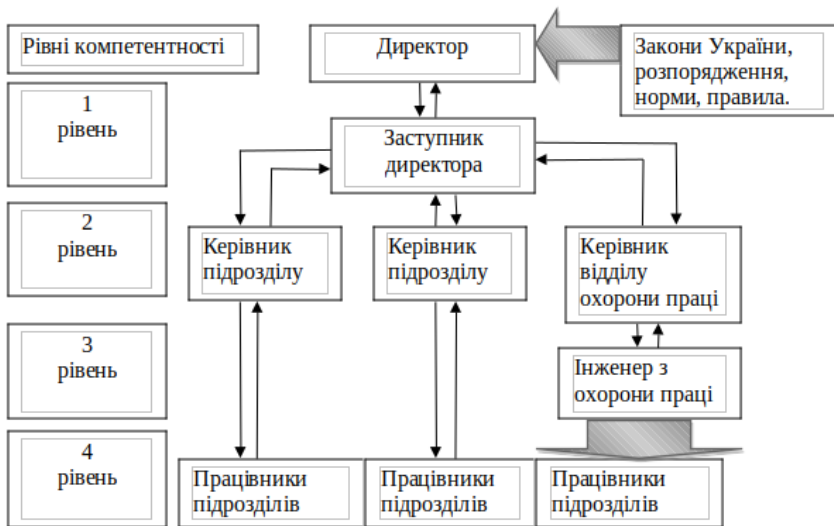 Рівні компетентності
Директор
Закони України,
розпорядження,
норми, правила.
1
рівень
Заступник
директора
2
рівень
Керівник
підрозділу
Керівник
підрозділу
Керівник
відділу
охорони праці
3
рівень
Інженер з
охорони праці
4
рівень
Працівники
підрозділів
Працівники
підрозділів
Працівники
підрозділів